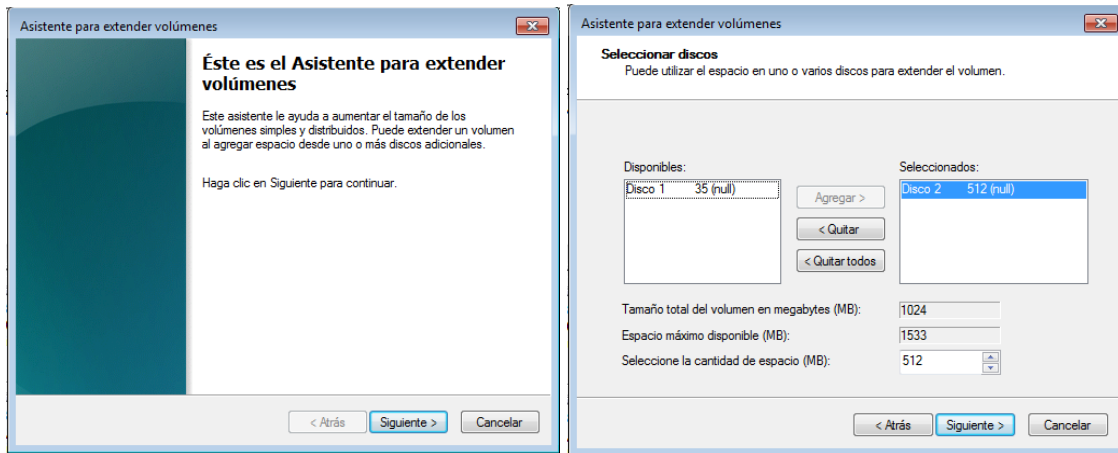 Asistente para extender volúmenes
Éste es el Asistente para extender
volúmenes
Este asistente le ayuda a aumentar el tamaño de los
volúmenes simples y distribuidos. Puede extender un volumen
al agregar espacio desde uno o más discos adicionales.
Haga clic en Siguiente para continuar.
< Atrás
Siguiente >
Cancelar
Asistente para extender volúmenes
Seleccionar discos
Puede utilizar el espacio en uno o varios discos para extender el volumen.
Disponibles:
Disco 1 35 (null)
Agregar >
< Quitar
< Quitar todos
Seleccionados:
Disco 2 512 (null)
Tamaño total del volumen en megabytes (MB): 1024
Espacio máximo disponible (MB): 1533
Seleccione la cantidad de espacio (MB): 512
< Atrás
Siguiente >
Cancelar